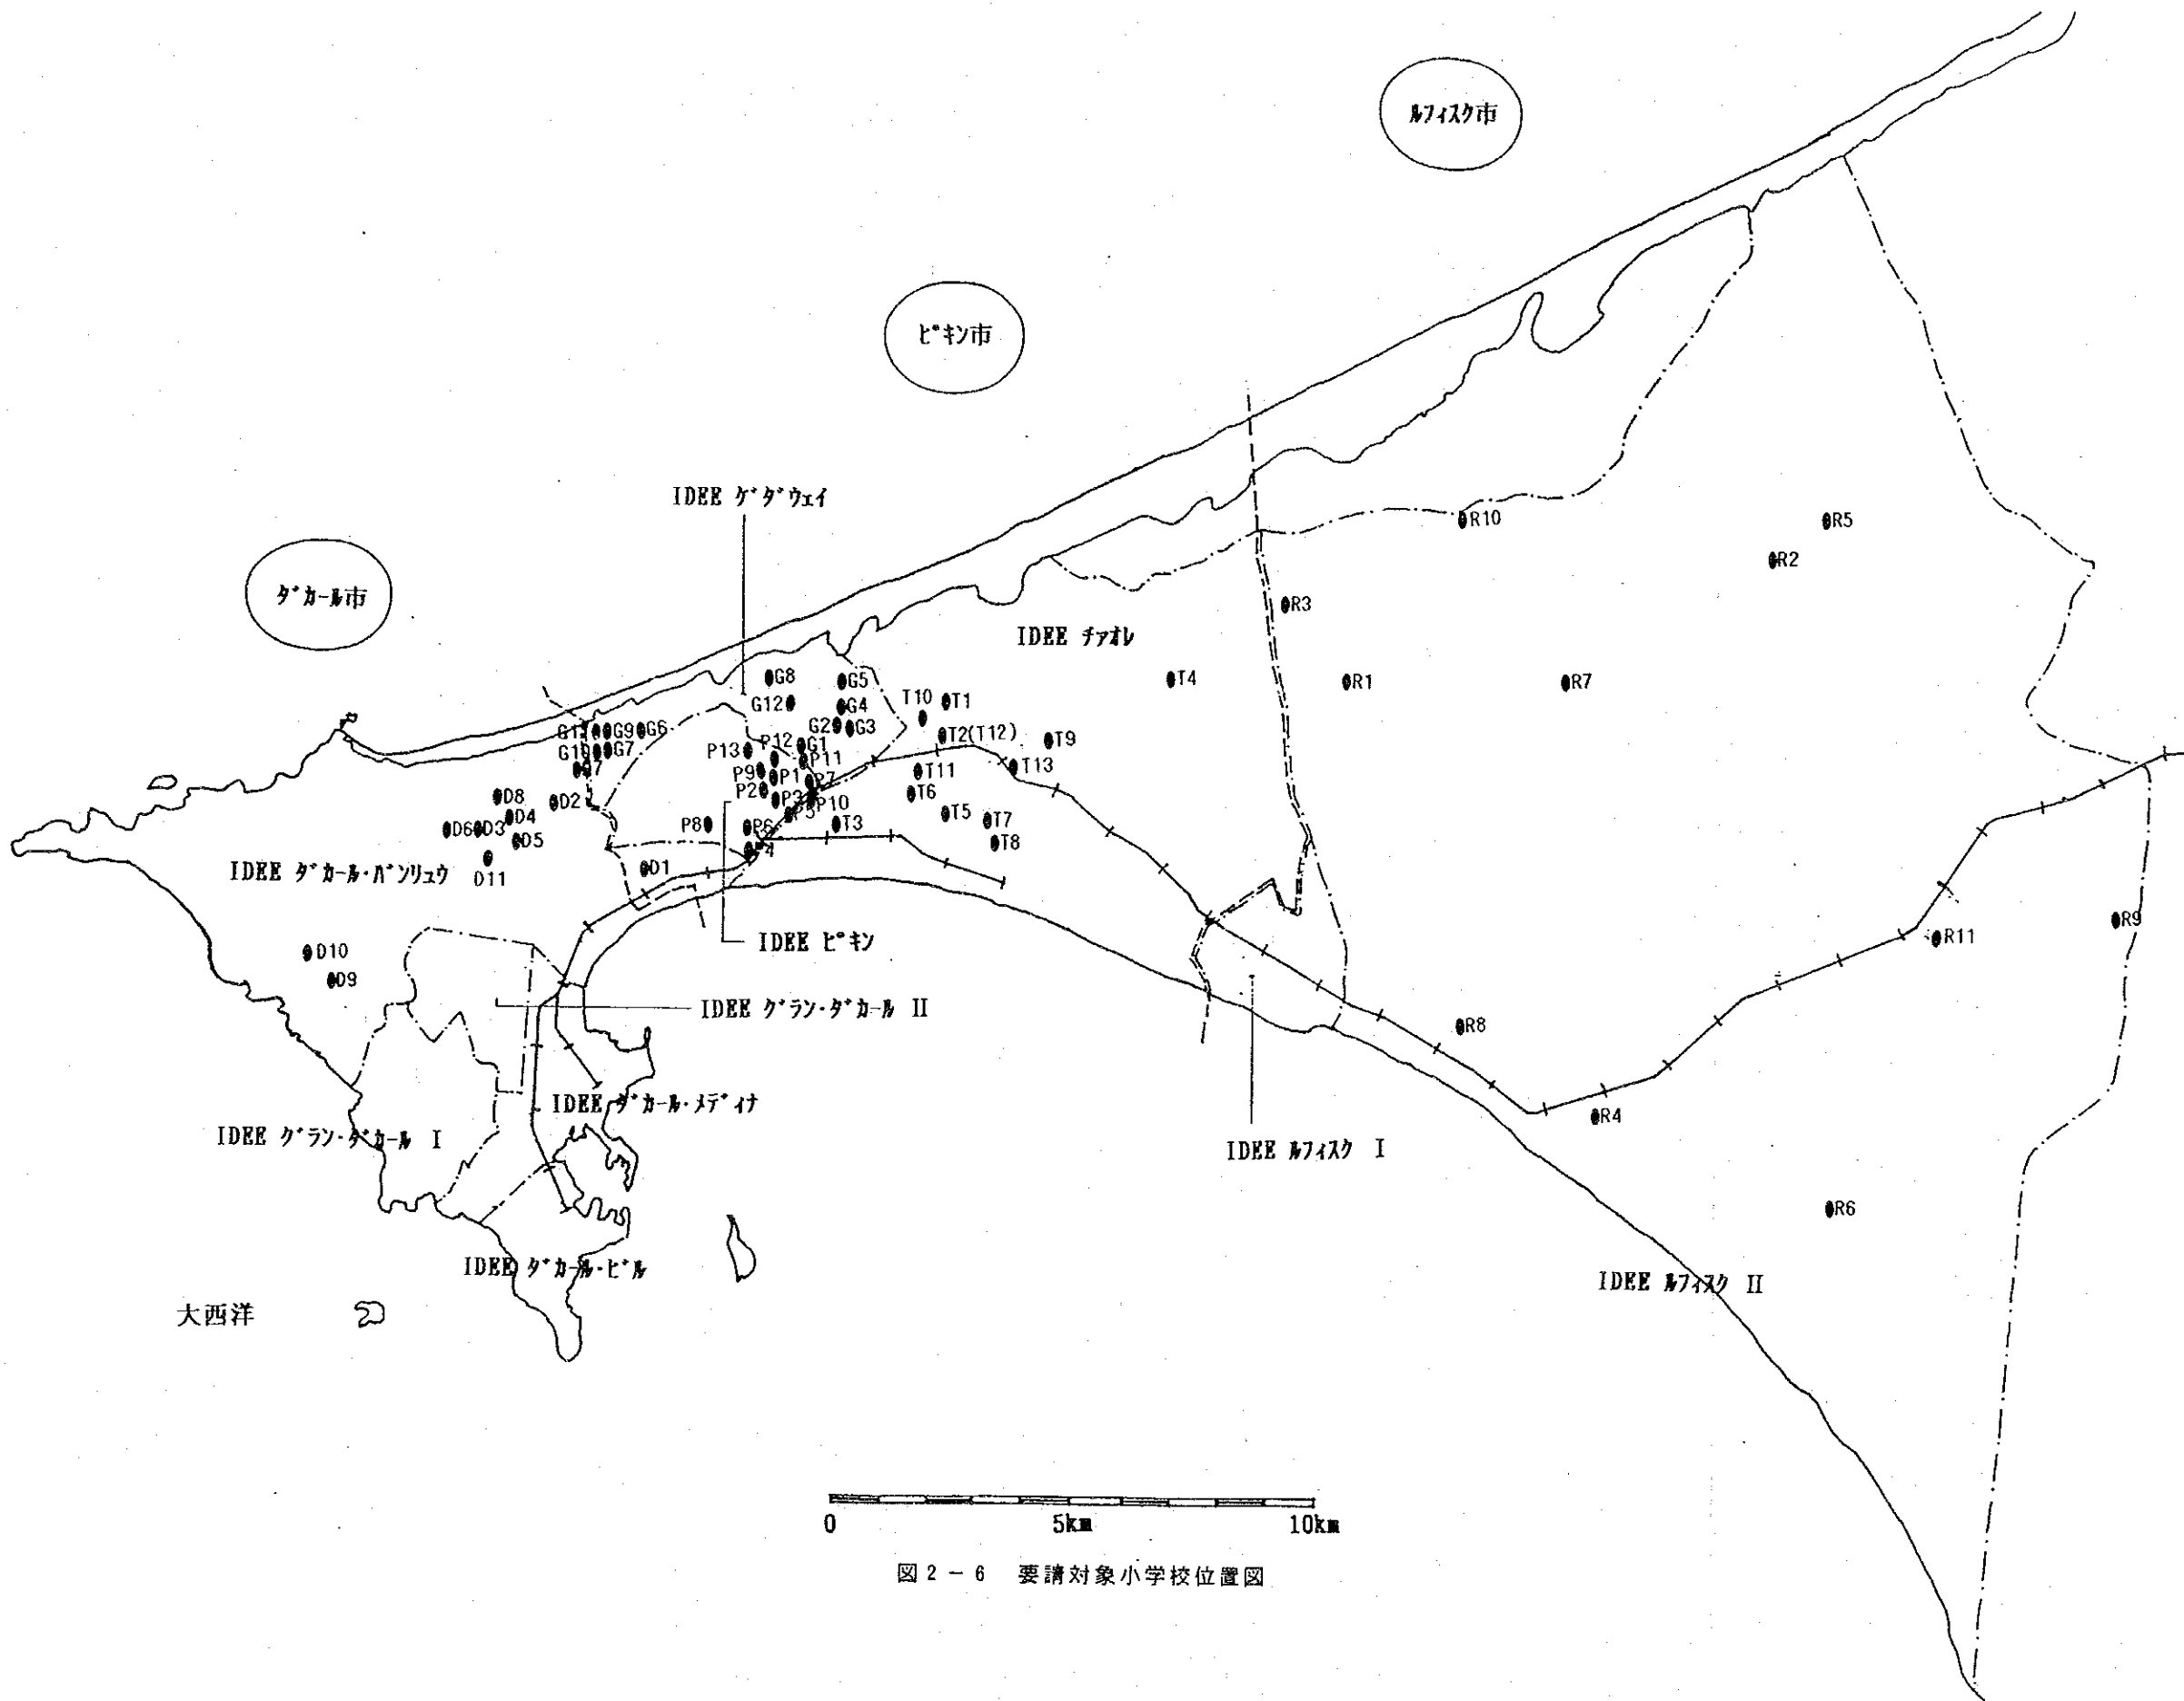 ルフィスク市
ピキン市
IDEE ゲダウェイ
R10
R5
R2
ダカール市
R3
IDEE チァオレ
G8
G5
T4
R1
R7
G12
G4
T10
T1
G2
G3
G11
G9
G6
P12
G1
T2(T12)
T9
G10
G7
P13
P11
T13
D7
P9
P1
P7
T11
D8
D2
P2
P3
P10
T6
D4
P5
T5
T7
D6
D3
P8
P6
T3
D5
P4
T8
IDEE ダカール・バンリュウ
D11
D1
R9
D10
IDEE ピキン
R11
D9
IDEE グラン・ダカール II
R8
IDEE ダカール・メディナ
R4
IDEE グラン・ダカール I
IDEE ルフィスク I
R6
IDEE ダカール・ビル
IDEE ルフィスク II
大西洋
0 5km 10km
図2-6 要請対象小学校位置図